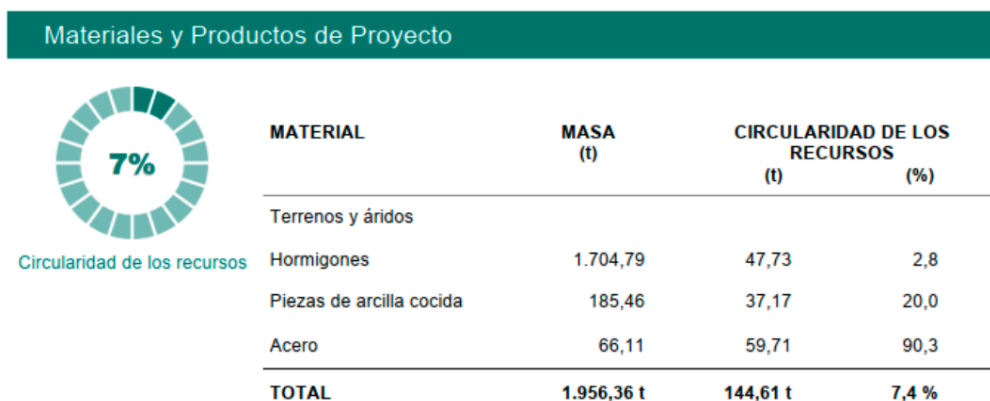 Materiales y Productos de Proyecto
7%
Circularidad de los recursos
MATERIAL MASA CIRCULARIDAD DE LOS
(t) RECURSOS
(t) (%)
Terrenos y áridos
Hormigones 1.704,79 47,73 2,8
Piezas de arcilla cocida 185,46 37,17 20,0
Acero 66,11 59,71 90,3
TOTAL 1.956,36 t 144,61 t 7,4 %